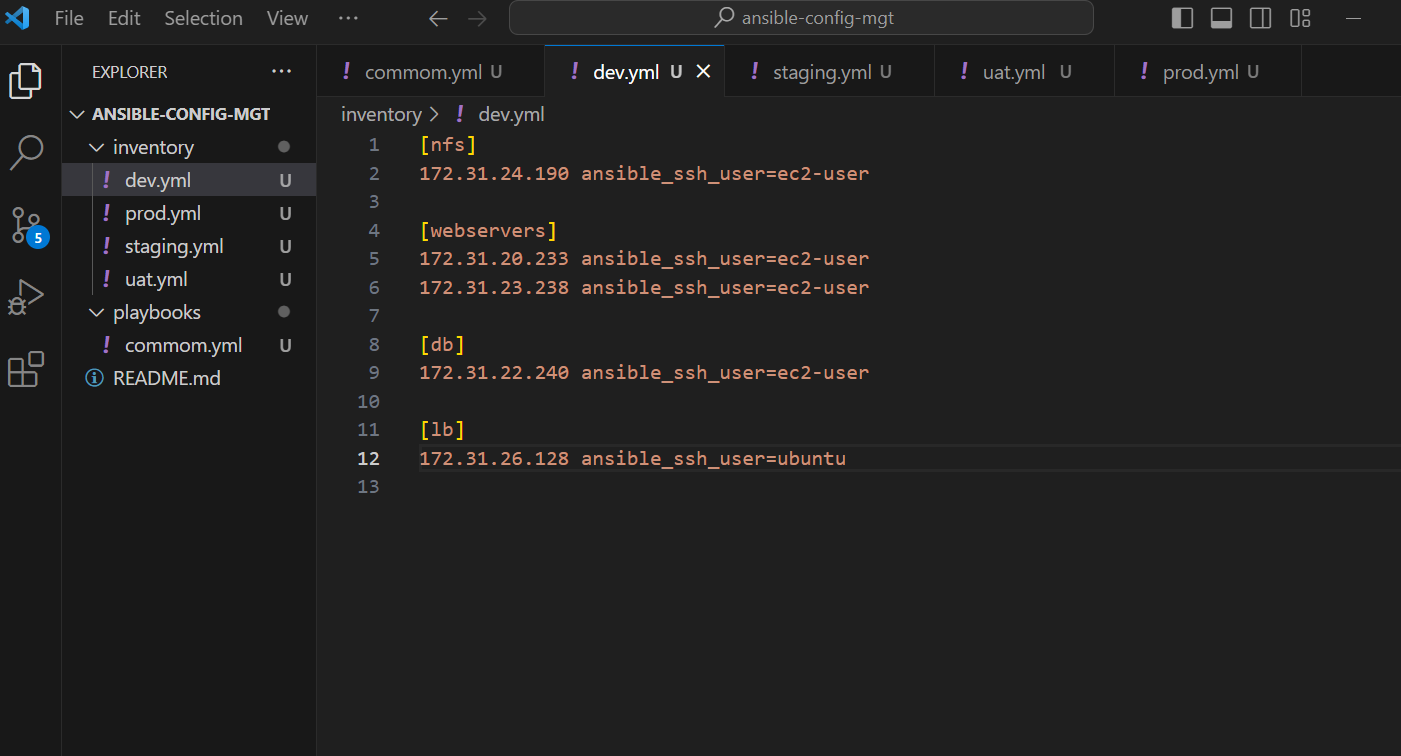 File Edit Selection View ··· ansible-config-mgt
EXPLORER ···
ANSIBLE-CONFIG-MGT
inventory
! dev.yml U
! prod.yml U
! staging.yml U
! uat.yml U
playbooks
! commom.yml U
README.md
5
! commom.yml U ! dev.yml U ! staging.yml U ! uat.yml U ! prod.yml U
inventory > ! dev.yml
1 [nfs]
2 172.31.24.190 ansible_ssh_user=ec2-user
3
4 [webservers]
5 172.31.20.233 ansible_ssh_user=ec2-user
6 172.31.23.238 ansible_ssh_user=ec2-user
7
8 [db]
9 172.31.22.240 ansible_ssh_user=ec2-user
10
11 [lb]
12 172.31.26.128 ansible_ssh_user=ubuntu
13